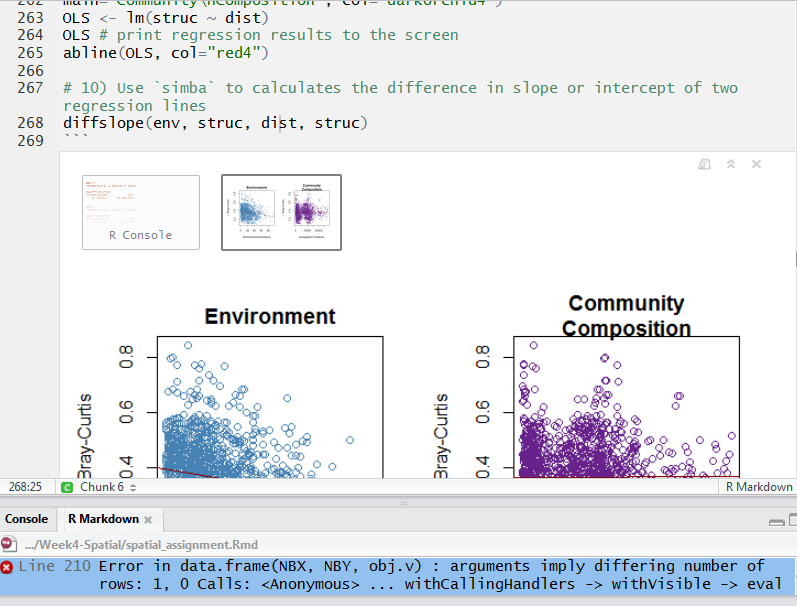 262 main="Community\nComposition", col="darkorchid4")
263 OLS <- lm(struc ~ dist)
264 OLS # print regression results to the screen
265 abline(OLS, col="red4")
266
267 # 10) Use `simba` to calculates the difference in slope or intercept of two
regression lines
268 diffslope(env, struc, dist, struc)
269 ```
R Console
Environment
Community
Composition
Environment
Community
Composition
0.8
0.6
0.4
Bray-Curtis
0.8
0.6
0.4
Bray-Curtis
268:25 C Chunk 6 R Markdown
Console R Markdown
.../Week4-Spatial/spatial_assignment.Rmd
Line 210 Error in data.frame(NBX, NBY, obj.v) : arguments imply differing number of
rows: 1, 0 Calls: <Anonymous> ... withCallingHandlers -> withVisible -> eval